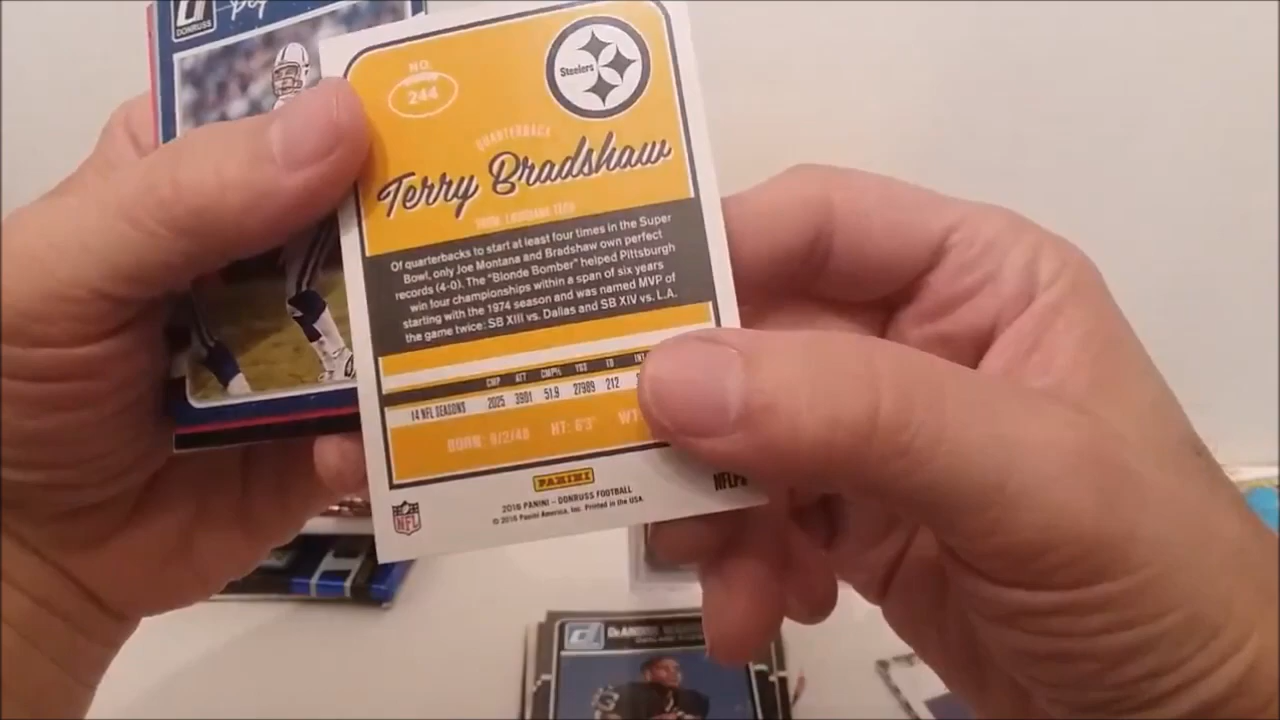 DONRUSS
NO.
244
Steelers
QUARTERBACK
Terry Bradshaw
Of quarterbacks to start at least four times in the Super
Bowl, only Joe Montana and Bradshaw own perfect
records (4-0). The "Blonde Bomber" helped Pittsburgh
win four championships within a span of six years
starting with the 1974 season and was named MVP of
the game twice: SB XIII vs. Dallas and SB XIV vs. L.A.
CMP ATT CMP% YDS TD INT
14 NFL SEASONS 2025 3901 51.9 27989 212
BORN: 9/2/48 HT: 6'3" WT:
PANINI
NFL
2016 PANINI – DONRUSS FOOTBALL
© 2016 Panini America, Inc. Printed in the USA.
DeANDRE